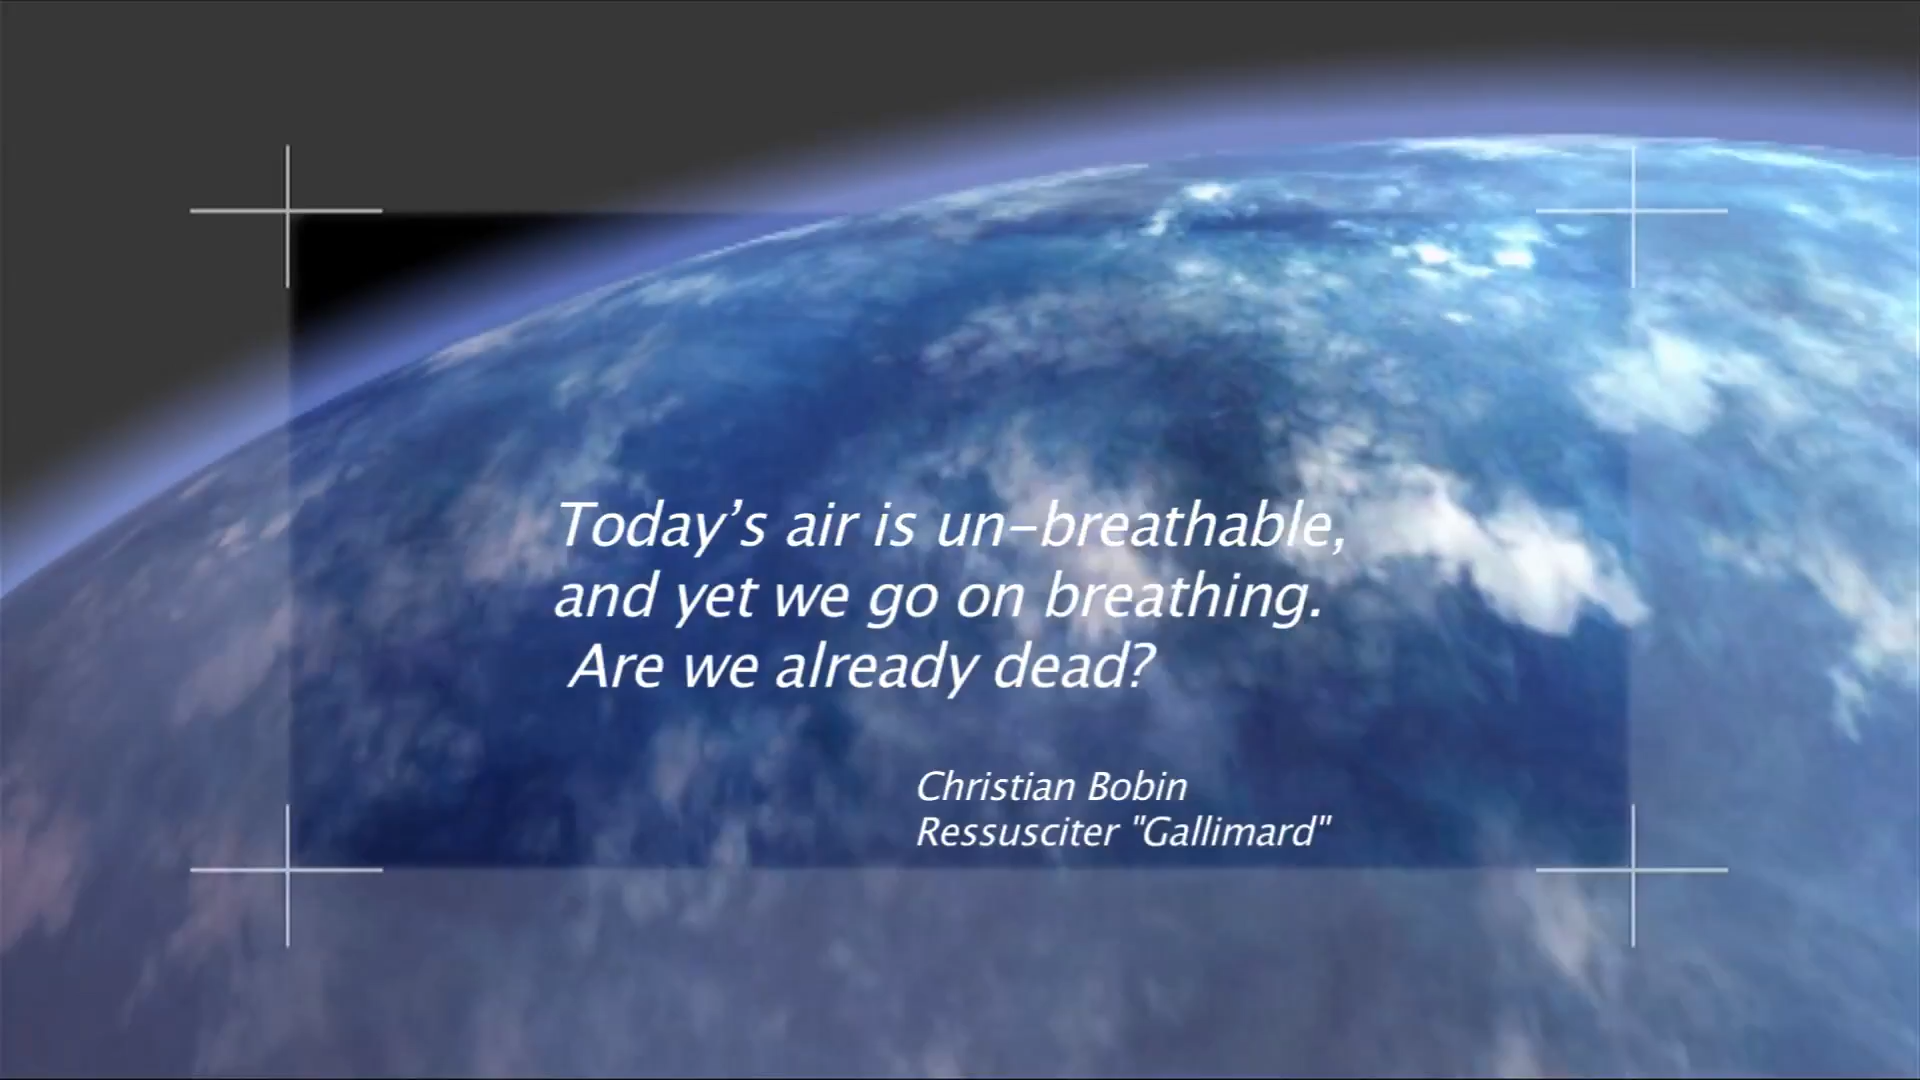 Today’s air is un-breathable,
and yet we go on breathing.
Are we already dead?
Christian Bobin
Ressusciter "Gallimard"